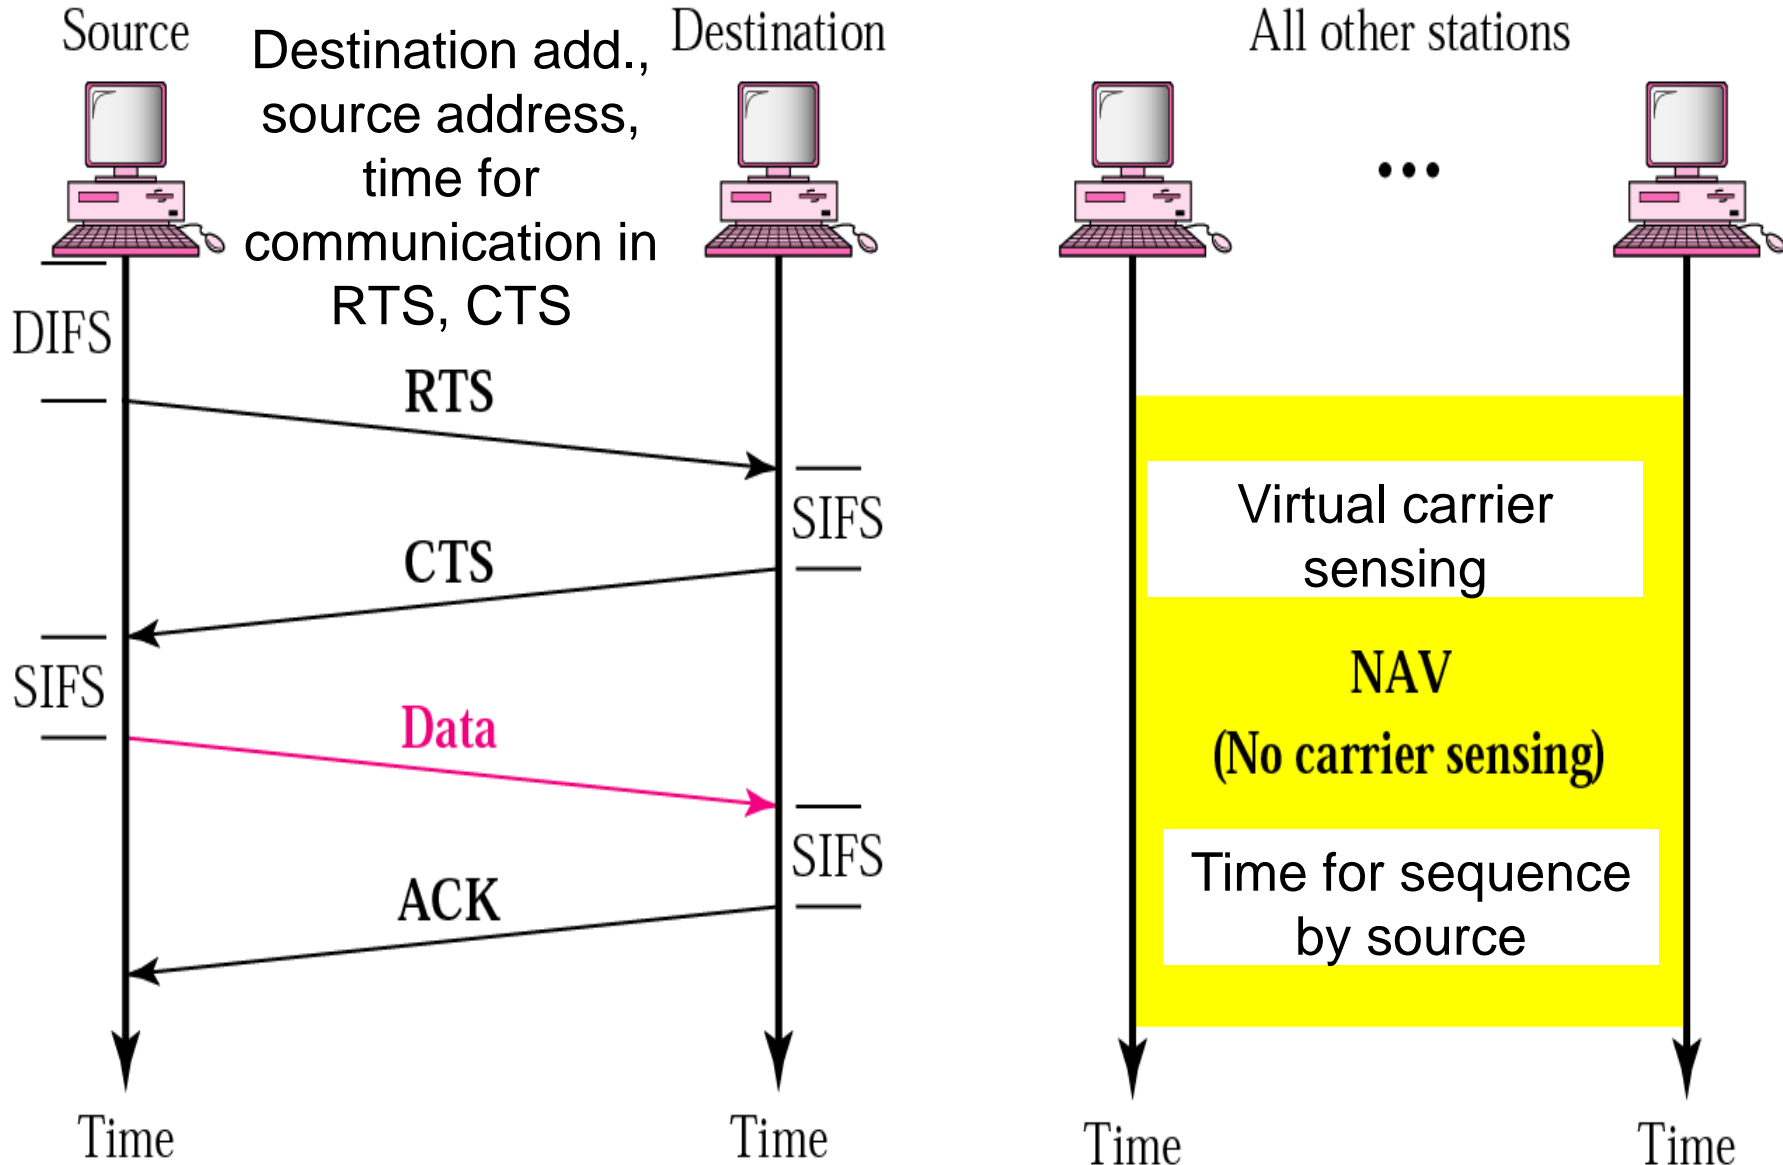 Source
Destination add.,
source address,
time for
communication in
RTS, CTS
Destination
All other stations
DIFS
RTS
SIFS
CTS
SIFS
Data
SIFS
ACK
Virtual carrier
sensing
NAV
(No carrier sensing)
Time for sequence
by source
Time
Time
Time
Time